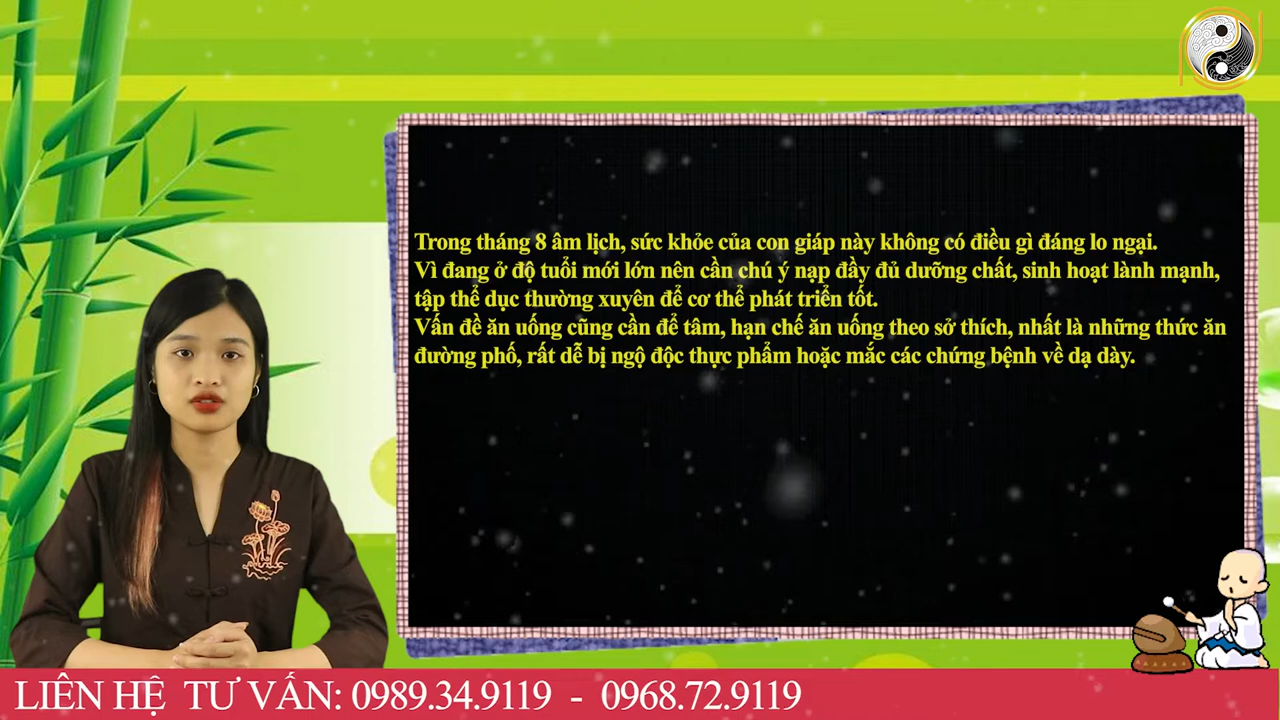 Trong tháng 8 âm lịch, sức khỏe của con giáp này không có điều gì đáng lo ngại.
Vì đang ở độ tuổi mới lớn nên cần chú ý nạp đầy đủ dưỡng chất, sinh hoạt lành mạnh,
tập thể dục thường xuyên để cơ thể phát triển tốt.
Vấn đề ăn uống cũng cần để tâm, hạn chế ăn uống theo sở thích, nhất là những thức ăn
đường phố, rất dễ bị ngộ độc thực phẩm hoặc mắc các chứng bệnh về dạ dày.
LIÊN HỆ TƯ VẤN: 0989.34.9119 - 0968.72.9119